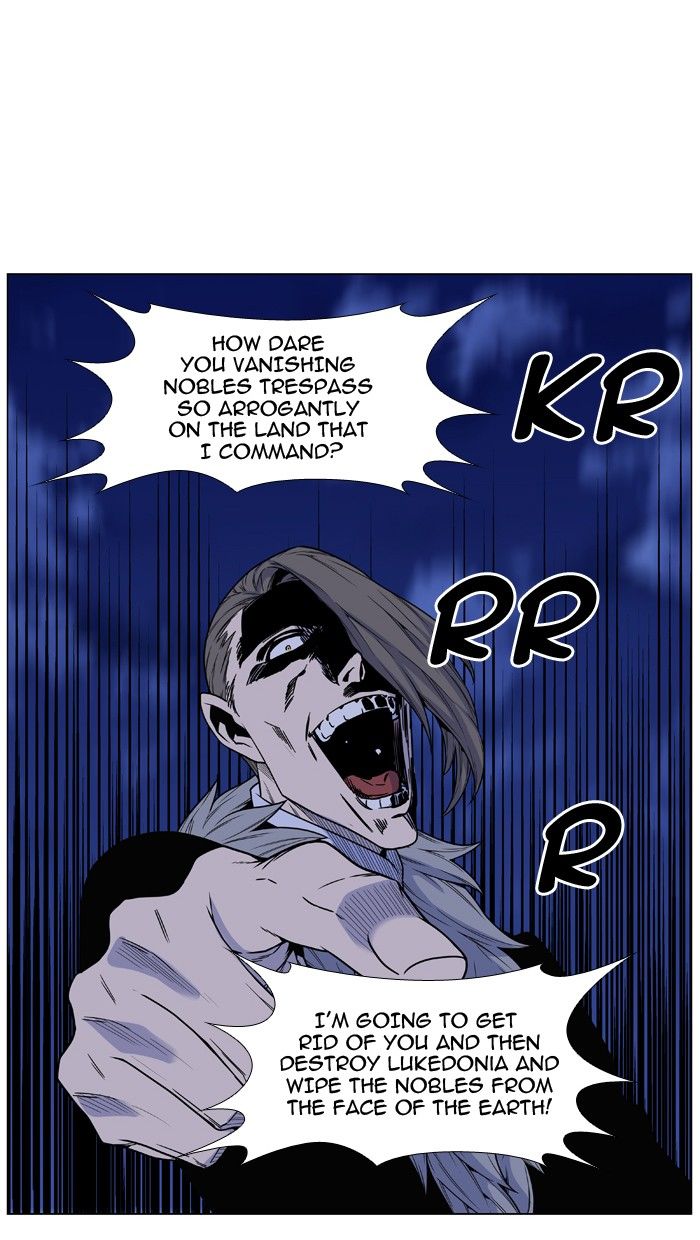 HOW DARE
YOU VANISHING
NOBLES TRESPASS
SO ARROGANTLY
ON THE LAND THAT
I COMMAND?
KR
RR
R
I'M GOING TO GET
RID OF YOU AND THEN
DESTROY LUKEDONIA AND
WIPE THE NOBLES FROM
THE FACE OF THE EARTH!